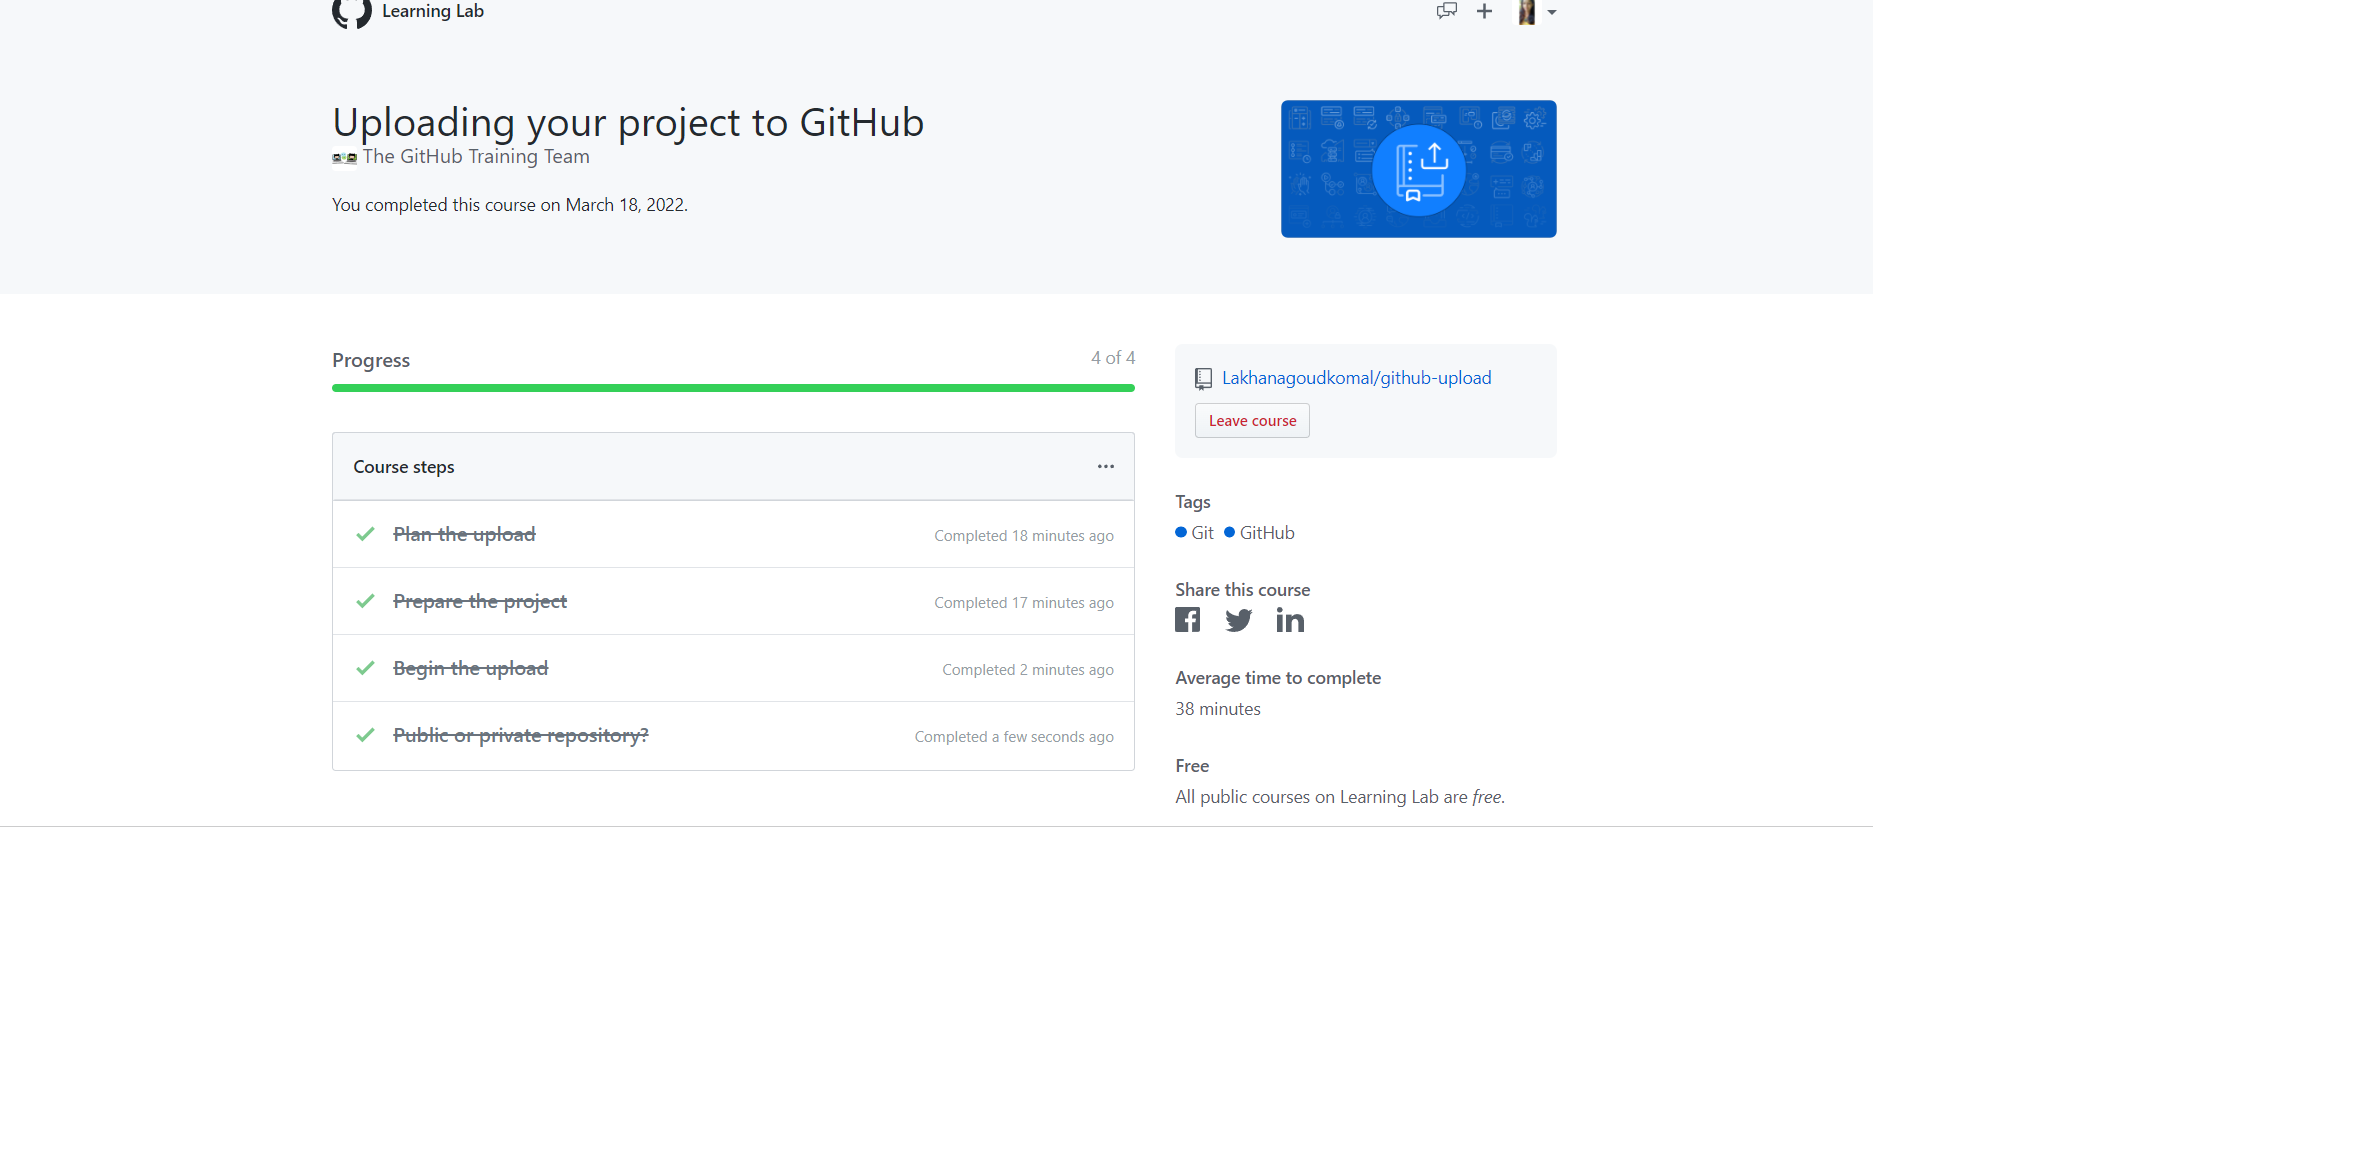 Learning Lab
Uploading your project to GitHub
The GitHub Training Team
You completed this course on March 18, 2022.
Progress
4 of 4
Course steps
Plan the upload
Completed 18 minutes ago
Prepare the project
Completed 17 minutes ago
Begin the upload
Completed 2 minutes ago
Public or private repository?
Completed a few seconds ago
Lakhanagoudkomal/github-upload
Leave course
Tags
Git GitHub
Share this course
Average time to complete
38 minutes
Free
All public courses on Learning Lab are free.